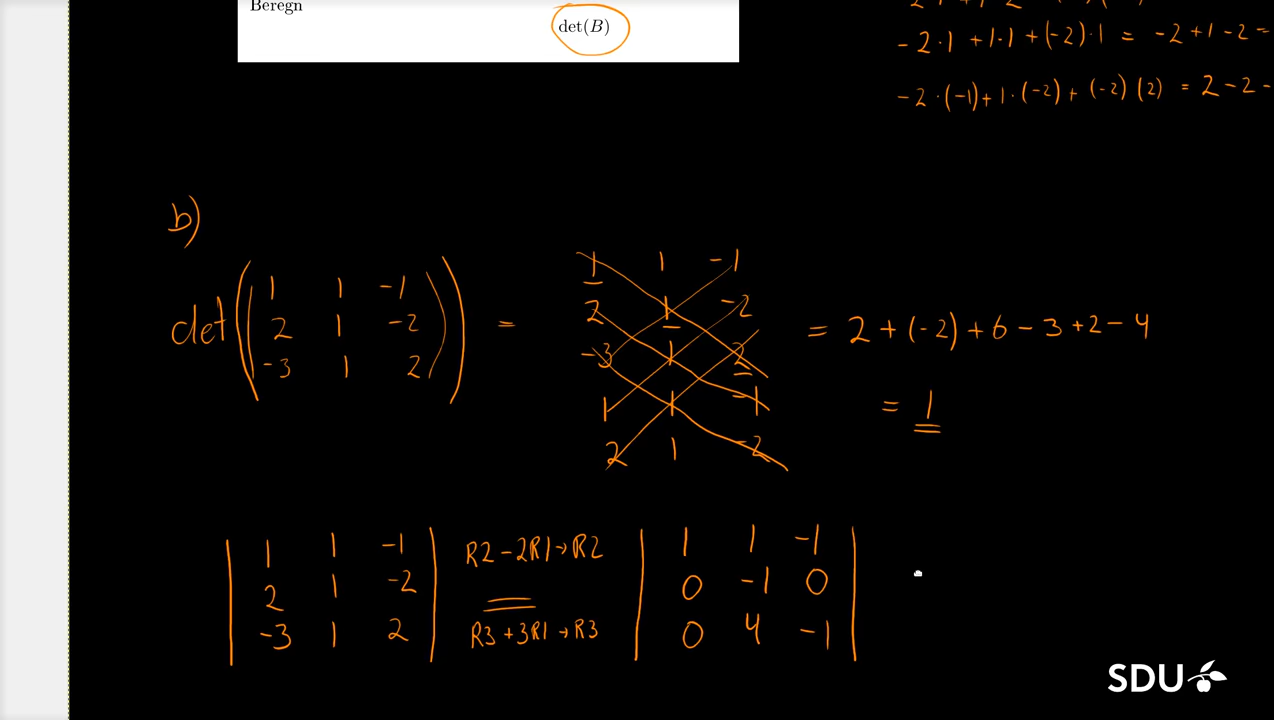 Beregn
det(B)
-2·1 + 1·1 + (-2)·1 = -2+1-2=
-2·(-1)+1·(-2)+(-2)(2) = 2-2-
b)
1 1 -1
2 1 -2
-3 1 2
det( ) =
1 1 -1
2 1 -2
-3 1 2
1 1 -1
2 1 -2
= 2 + (-2) + 6 - 3 + 2 - 4
= 1
1 1 -1
2 1 -2
-3 1 2
R2-2R1→R2
=
R3+3R1→R3
1 1 -1
0 -1 0
0 4 -1
SDU